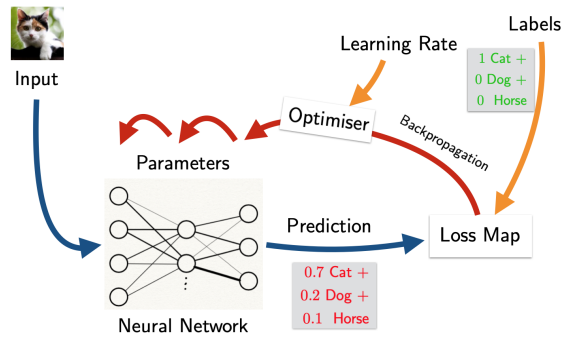 Labels
Learning Rate
Input
1 Cat +
0 Dog +
0 Horse
Optimiser
Backpropagation
Parameters
Prediction
Loss Map
0.7 Cat +
0.2 Dog +
0.1 Horse
Neural Network